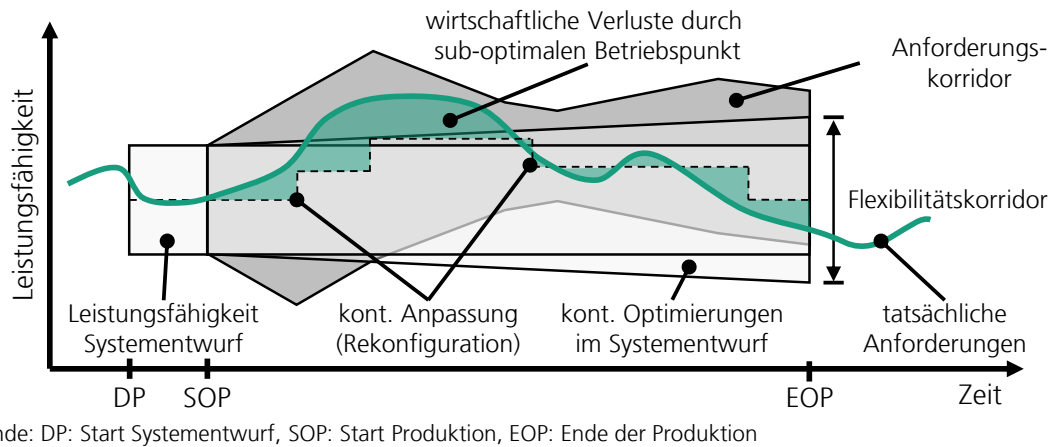 wirtschaftliche Verluste durch
sub-optimalen Betriebspunkt
Anforderungs-
korridor
Leistungsfähigkeit
Flexibilitätskorridor
Leistungsfähigkeit
Systementwurf
kont. Anpassung
(Rekonfiguration)
kont. Optimierungen
im Systementwurf
tatsächliche
Anforderungen
DP
SOP
EOP
Zeit
nde: DP: Start Systementwurf, SOP: Start Produktion, EOP: Ende der Produktion